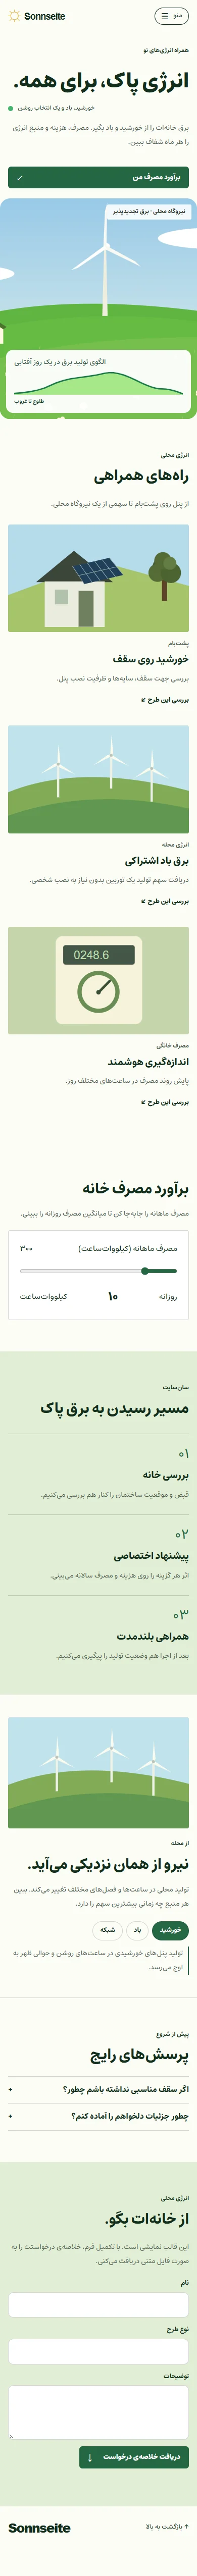 Sonnseite
منو
همراه انرژی‌های نو
انرژی پاک، برای همه.
خورشید، باد و یک انتخاب روشن
برق خانه‌ات را از خورشید و باد بگیر. مصرف، هزینه و منبع انرژی
را هر ماه شفاف ببین.
برآورد مصرف من
نیروگاه محلی · برق تجدیدپذیر
الگوی تولید برق در یک روز آفتابی
طلوع تا غروب
انرژی محلی
راه‌های همراهی
از پنل روی پشت‌بام تا سهمی از یک نیروگاه محلی.
پشت‌بام
خورشید روی سقف
بررسی جهت سقف، سایه‌ها و ظرفیت نصب پنل.
بررسی این طرح
انرژی محله
برق باد اشتراکی
دریافت سهم تولید یک توربین بدون نیاز به نصب شخصی.
بررسی این طرح
0248.6
مصرف خانگی
اندازه‌گیری هوشمند
پایش روند مصرف در ساعت‌های مختلف روز.
بررسی این طرح
برآورد مصرف خانه
مصرف ماهانه را جابه‌جا کن تا میانگین مصرف روزانه را ببینی.
مصرف ماهانه (کیلووات‌ساعت)
۳۰۰
روزانه
۱۰
کیلووات‌ساعت
سان‌سایت
مسیر رسیدن به برق پاک
۰۱
بررسی خانه
قبض و موقعیت ساختمان را کنار هم بررسی می‌کنیم.
۰۲
پیشنهاد اختصاصی
اثر هر گزینه را روی هزینه و مصرف سالانه می‌بینی.
۰۳
همراهی بلندمدت
بعد از اجرا هم وضعیت تولید را پیگیری می‌کنیم.
از محله
نیرو از همان نزدیکی می‌آید.
تولید محلی در ساعت‌ها و فصل‌های مختلف تغییر می‌کند. ببین
هر منبع چه زمانی بیشترین سهم را دارد.
خورشید
باد
شبکه
تولید پنل‌های خورشیدی در ساعت‌های روشن و حوالی ظهر به
اوج می‌رسد.
پیش از شروع
پرسش‌های رایج
اگر سقف مناسبی نداشته باشم چطور؟
چطور جزئیات دلخواهم را آماده کنم؟
انرژی محلی
از خانه‌ات بگو.
این قالب نمایشی است. با تکمیل فرم، خلاصه‌ی درخواستت را به
صورت فایل متنی دریافت می‌کنی.
نام
نوع طرح
توضیحات
دریافت خلاصه‌ی درخواست
↑ بازگشت به بالا
Sonnseite